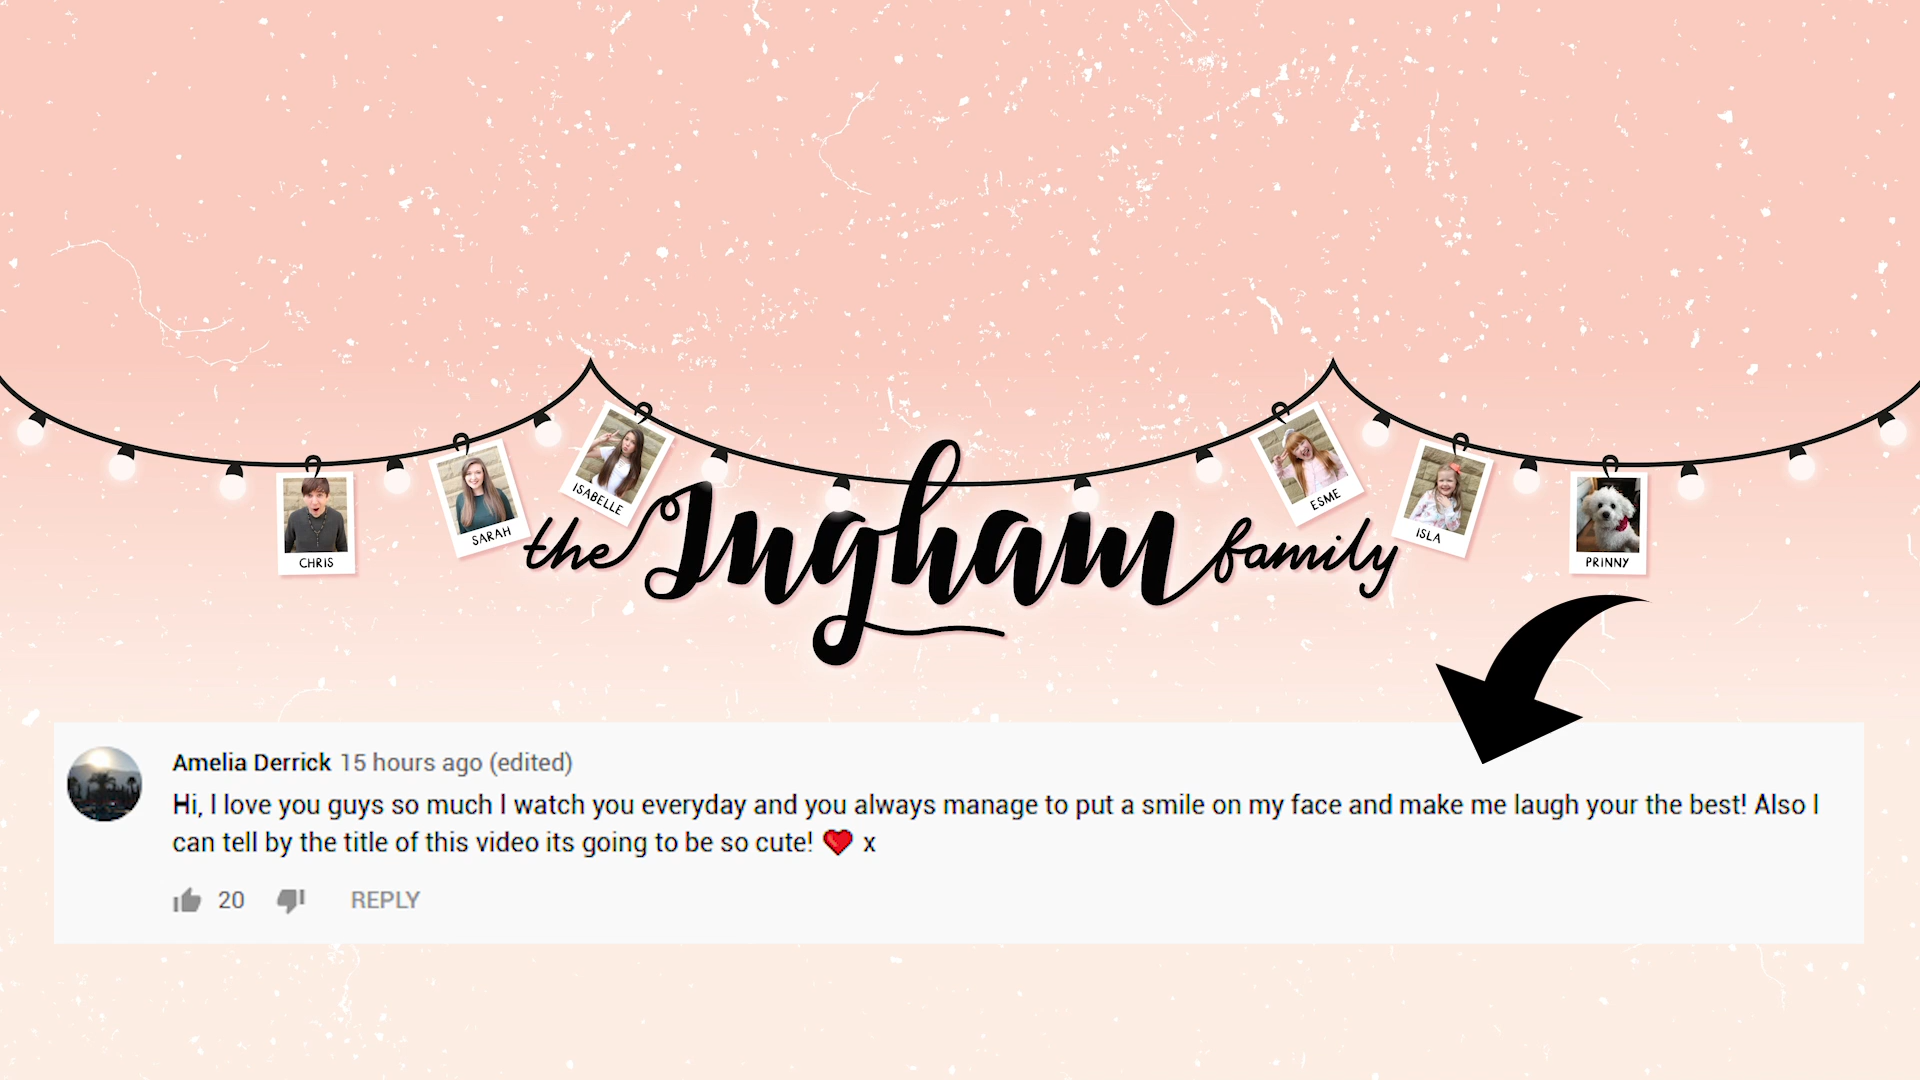 CHRIS
SARAH
ISABELLE
the Ingham family
ESME
ISLA
PRINNY
Amelia Derrick 15 hours ago (edited)
Hi, I love you guys so much I watch you everyday and you always manage to put a smile on my face and make me laugh your the best! Also I
can tell by the title of this video its going to be so cute! ❤️ x
20 REPLY